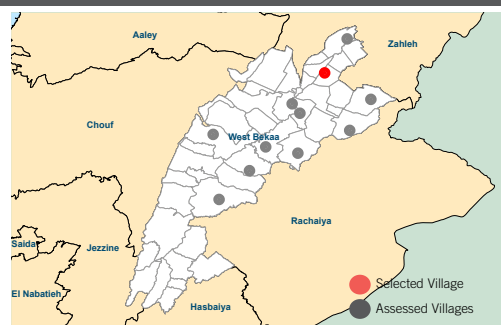 Aaley
Zahleh
Chouf
West Bekaa
Rachaiya
Saida
Jezzine
El Nabatieh
Hasbaiya
Selected Village
Assessed Villages